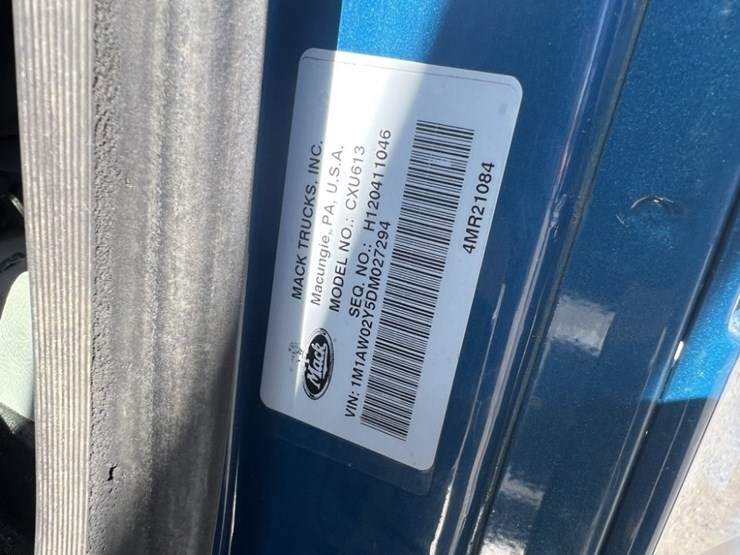 MACK TRUCKS, INC.
Macungie, PA, U.S.A.
MODEL NO.: CXU613
SEQ. NO.: H120411046
VIN: 1M1AW02Y5DM027294
Mack
4MR21084